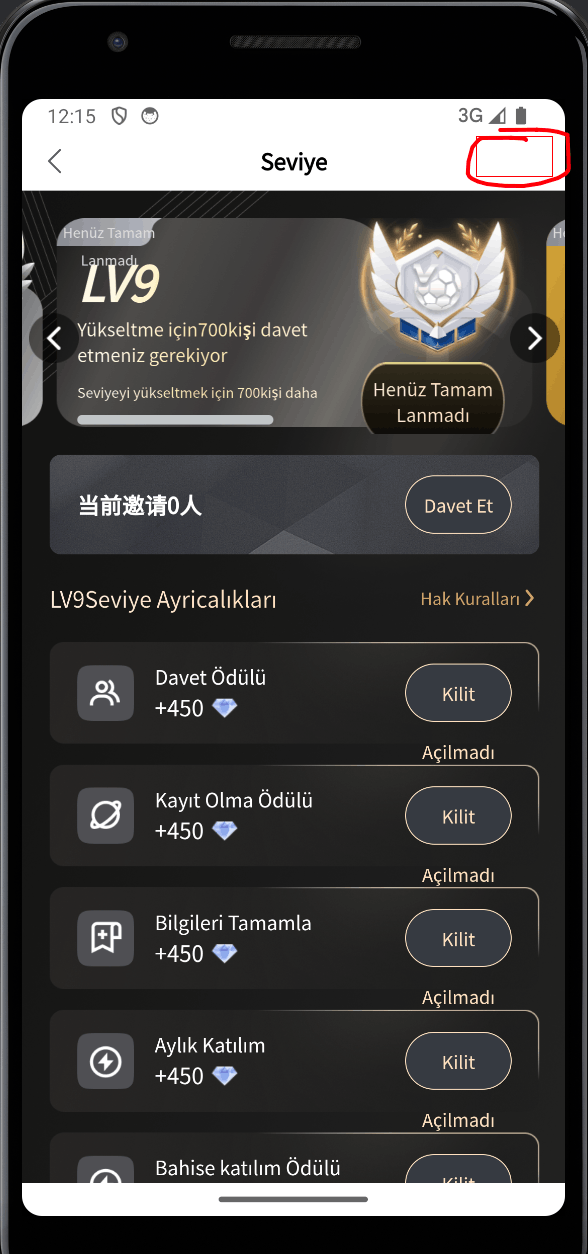 12:15
3G
Seviye
Henüz Tamam
Lanmadı
LV9
Yükseltme için700kişi davet
etmeniz gerekiyor
Seviyeyi yükseltmek için 700kişi daha
Henüz Tamam
Lanmadı
He
当前邀请0人
Davet Et
LV9Seviye Ayricalıkları
Hak Kuralları
Davet Ödülü
+450
Kilit
Açilmadı
Kayıt Olma Ödülü
+450
Kilit
Açilmadı
Bilgileri Tamamla
+450
Kilit
Açilmadı
Aylık Katılım
+450
Kilit
Açilmadı
Bahise katılım Ödülü
Kilit